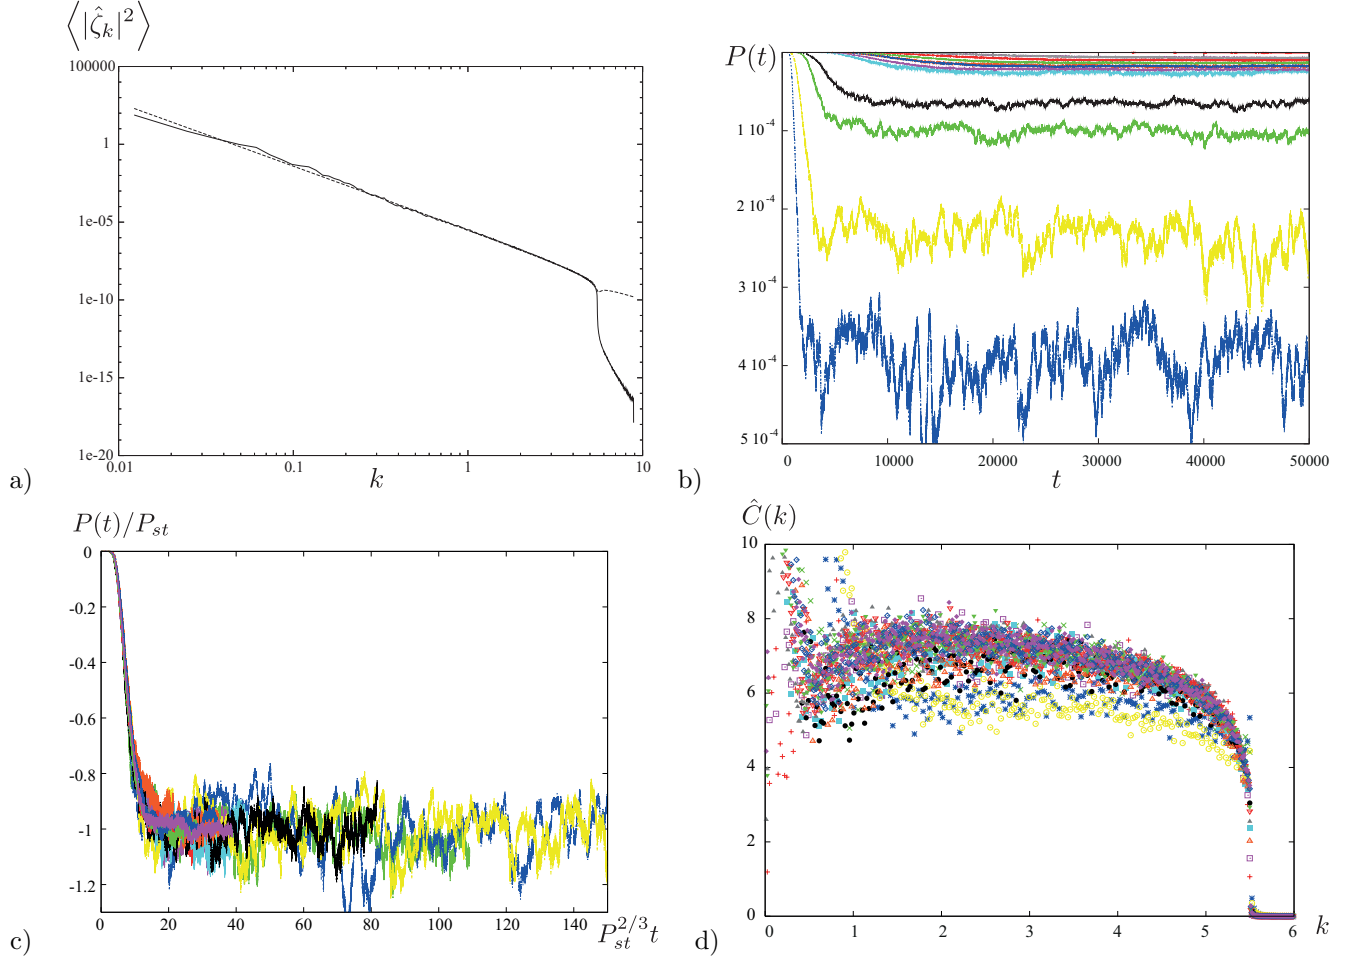 ⟨|ζ̂ₖ|²⟩
100000
1
1e-05
1e-10
1e-15
1e-20
0.01 0.1 1 10
k
a)
P(t)
1 10⁻⁴
2 10⁻⁴
3 10⁻⁴
4 10⁻⁴
5 10⁻⁴
0 10000 20000 30000 40000 50000
t
b)
P(t)/P_st
0
-0.2
-0.4
-0.6
-0.8
-1
-1.2
0 20 40 60 80 100 120 140
P_st^{2/3} t
c)
Ĉ(k)
10
8
6
4
2
0
0 1 2 3 4 5 6
k
d)